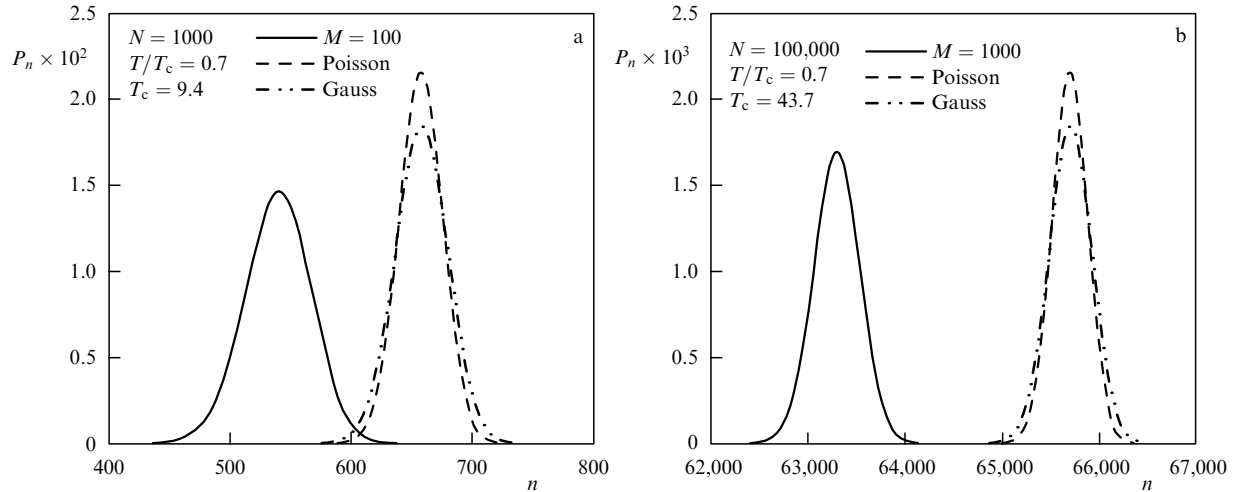 2.5
2.0
1.5
1.0
0.5
0
P_n × 10^2
N = 1000
T/T_c = 0.7
T_c = 9.4
M = 100
Poisson
Gauss
a
400
500
600
700
800
n
2.5
2.0
1.5
1.0
0.5
0
P_n × 10^3
N = 100,000
T/T_c = 0.7
T_c = 43.7
M = 1000
Poisson
Gauss
b
62,000
63,000
64,000
65,000
66,000
67,000
n